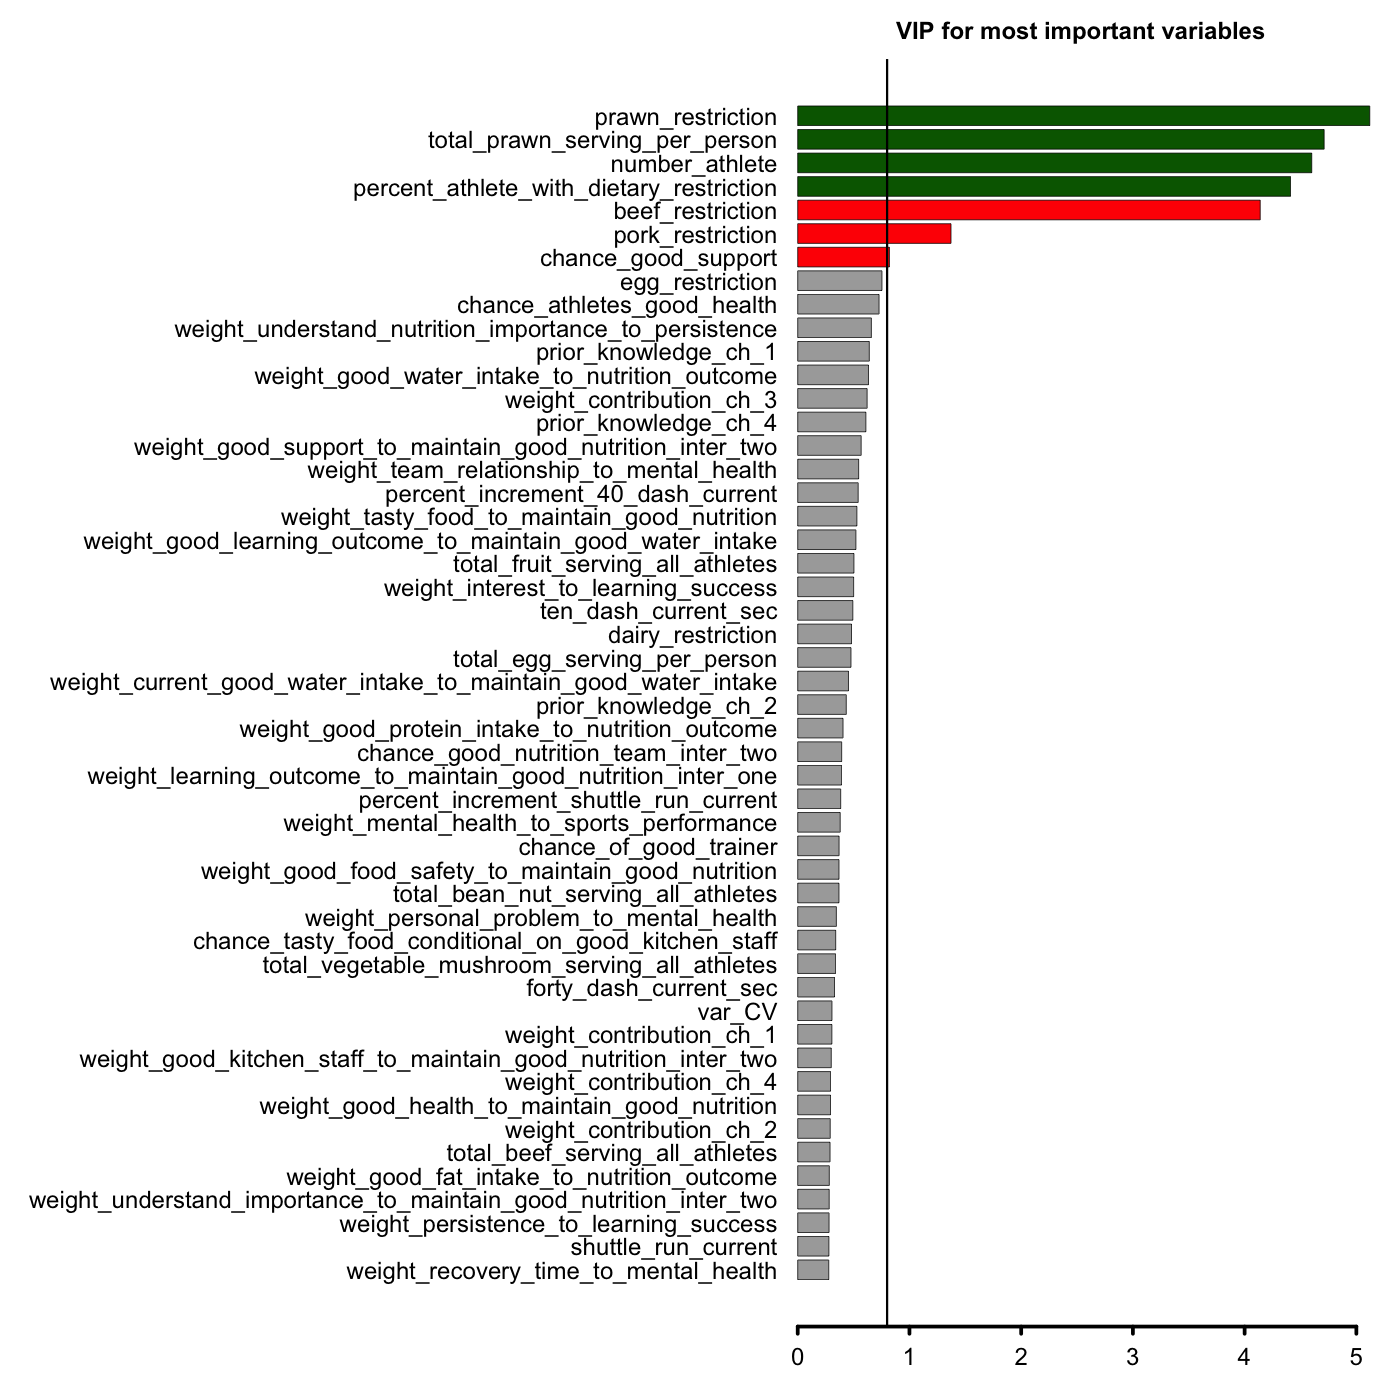 VIP for most important variables
prawn_restriction
total_prawn_serving_per_person
number_athlete
percent_athlete_with_dietary_restriction
beef_restriction
pork_restriction
chance_good_support
egg_restriction
chance_athletes_good_health
weight_understand_nutrition_importance_to_persistence
prior_knowledge_ch_1
weight_good_water_intake_to_nutrition_outcome
weight_contribution_ch_3
prior_knowledge_ch_4
weight_good_support_to_maintain_good_nutrition_inter_two
weight_team_relationship_to_mental_health
percent_increment_40_dash_current
weight_tasty_food_to_maintain_good_nutrition
weight_good_learning_outcome_to_maintain_good_water_intake
total_fruit_serving_all_athletes
weight_interest_to_learning_success
ten_dash_current_sec
dairy_restriction
total_egg_serving_per_person
weight_current_good_water_intake_to_maintain_good_water_intake
prior_knowledge_ch_2
weight_good_protein_intake_to_nutrition_outcome
chance_good_nutrition_team_inter_two
weight_learning_outcome_to_maintain_good_nutrition_inter_one
percent_increment_shuttle_run_current
weight_mental_health_to_sports_performance
chance_of_good_trainer
weight_good_food_safety_to_maintain_good_nutrition
total_bean_nut_serving_all_athletes
weight_personal_problem_to_mental_health
chance_tasty_food_conditional_on_good_kitchen_staff
total_vegetable_mushroom_serving_all_athletes
forty_dash_current_sec
var_CV
weight_contribution_ch_1
weight_good_kitchen_staff_to_maintain_good_nutrition_inter_two
weight_contribution_ch_4
weight_good_health_to_maintain_good_nutrition
weight_contribution_ch_2
total_beef_serving_all_athletes
weight_good_fat_intake_to_nutrition_outcome
weight_understand_importance_to_maintain_good_nutrition_inter_two
weight_persistence_to_learning_success
shuttle_run_current
weight_recovery_time_to_mental_health
0 1 2 3 4 5